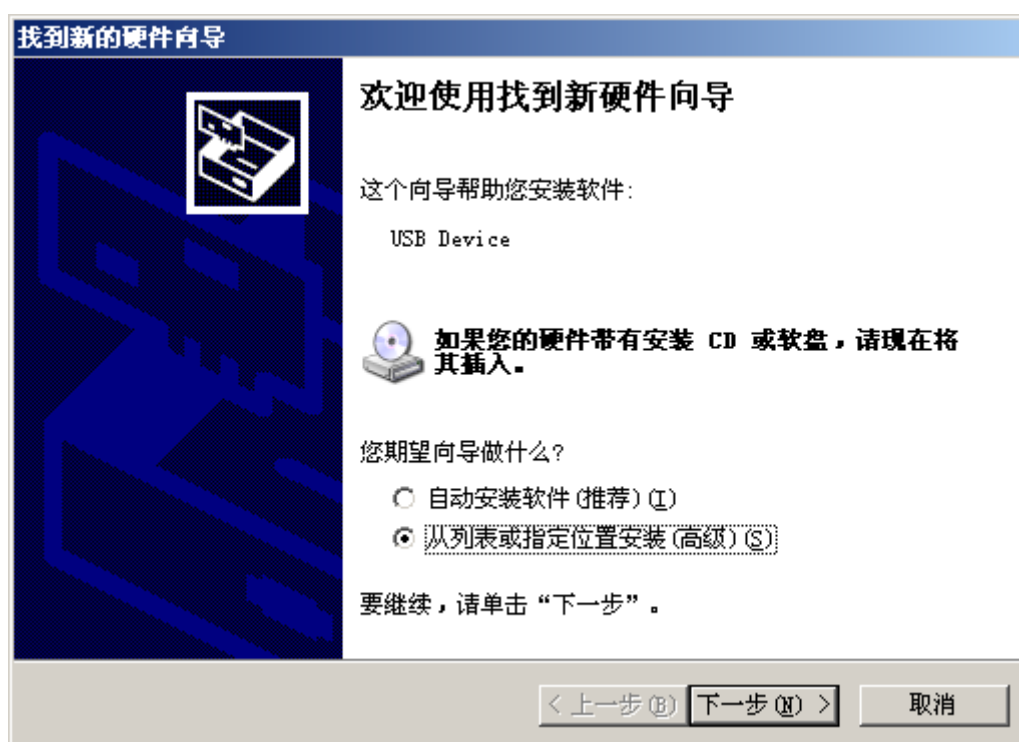 找到新的硬件向导
欢迎使用找到新硬件向导
这个向导帮助您安装软件:
USB Device
如果您的硬件带有安装 CD 或软盘，请现在将
其插入。
您期望向导做什么?
自动安装软件(推荐)(I)
从列表或指定位置安装(高级)(S)
要继续，请单击“下一步”。
< 上一步(B) 下一步(N) > 取消